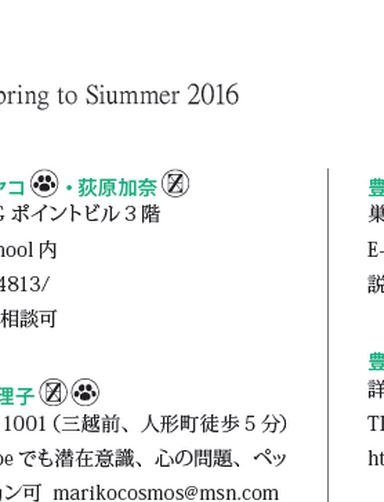 pring to Siummer 2016
ヤコ・荻原加奈
G ポイントビル 3 階
hool 内
4813/
相談可
理子
1001（三越前、人形町徒歩 5 分）
be でも潜在意識、心の問題、ペッ
ョン可 marikocosmos@msn.com
豊
巣
E-
説
豊
詳
TE
ht